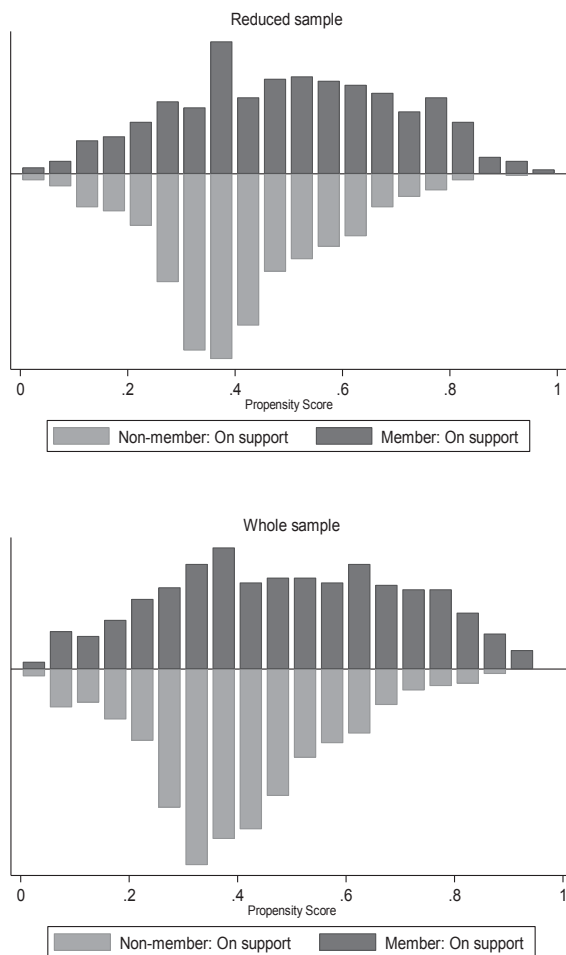 Reduced sample
0 .2 .4 .6 .8 1
Propensity Score
Non-member: On support Member: On support
Whole sample
0 .2 .4 .6 .8 1
Propensity Score
Non-member: On support Member: On support